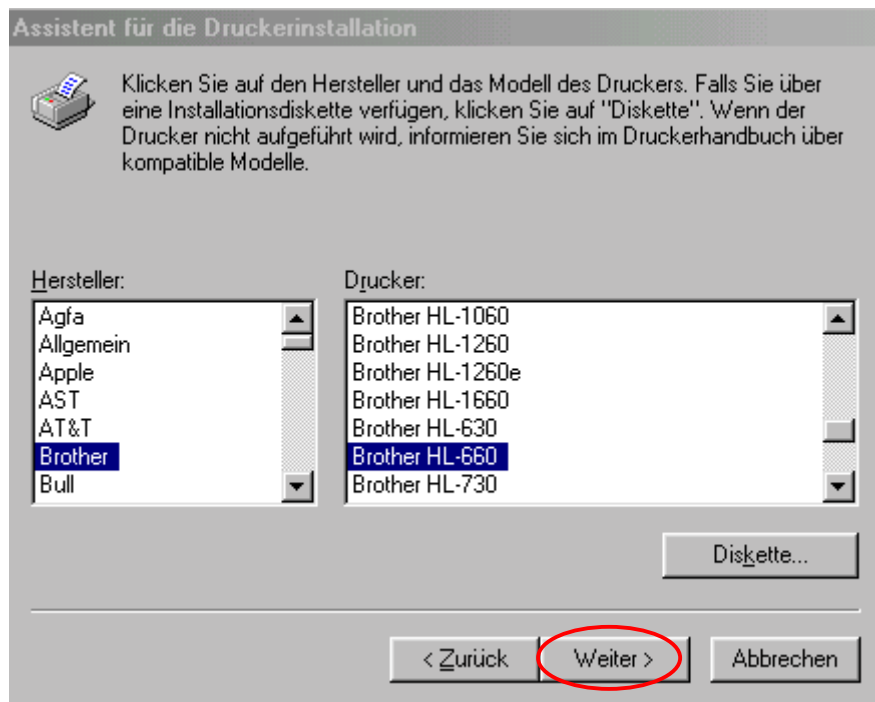 Assistent für die Druckerinstallation
Klicken Sie auf den Hersteller und das Modell des Druckers. Falls Sie über
eine Installationsdiskette verfügen, klicken Sie auf "Diskette". Wenn der
Drucker nicht aufgeführt wird, informieren Sie sich im Druckerhandbuch über
kompatible Modelle.
Hersteller:
Agfa
Allgemein
Apple
AST
AT&T
Brother
Bull
Drucker:
Brother HL-1060
Brother HL-1260
Brother HL-1260e
Brother HL-1660
Brother HL-630
Brother HL-660
Brother HL-730
Diskette...
< Zurück
Weiter >
Abbrechen